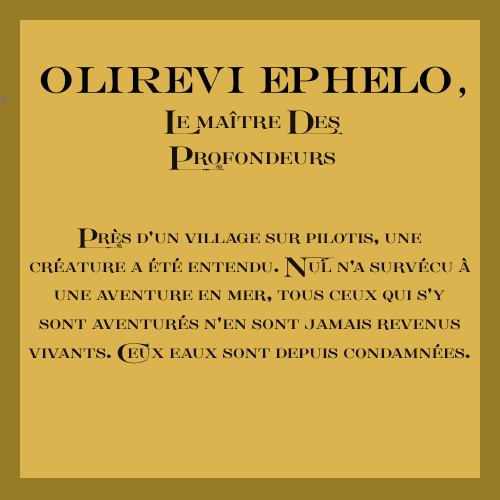 OLIREVI EPHELO,
Le maître Des
Profondeurs
Près d'un village sur pilotis, une
créature a été entendu. Nul n'a survécu à
une aventure en mer, tous ceux qui s'y
sont aventurés n'en sont jamais revenus
vivants. Ceux eaux sont depuis condamnées.